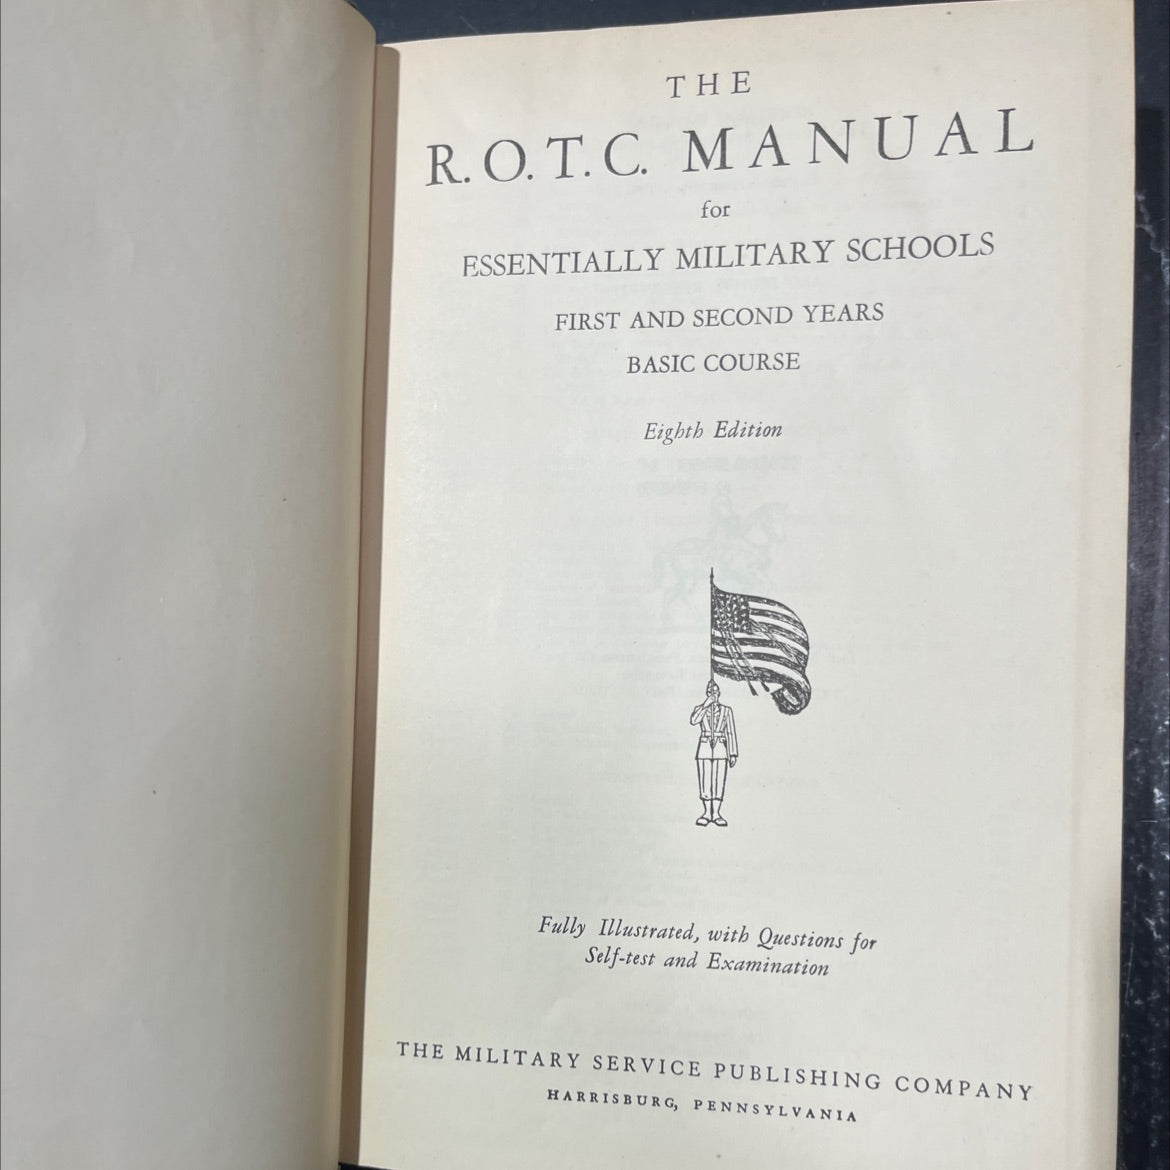 THE
R.O.T.C. MANUAL
for
ESSENTIALLY MILITARY SCHOOLS
FIRST AND SECOND YEARS
BASIC COURSE
Eighth Edition
Fully Illustrated, with Questions for
Self-test and Examination
THE MILITARY SERVICE PUBLISHING COMPANY
HARRISBURG, PENNSYLVANIA